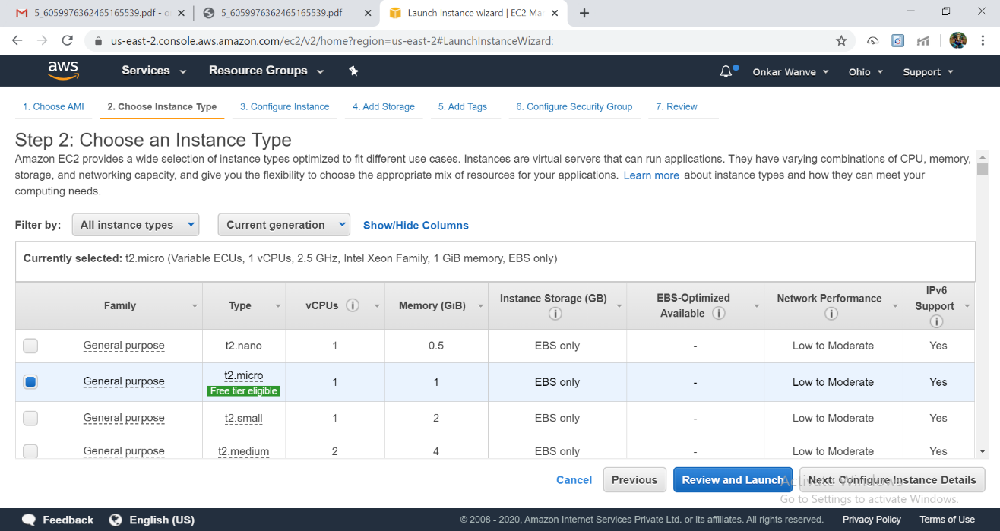 5_6059976362465165539.pdf - o
5_6059976362465165539.pdf
Launch instance wizard | EC2 Ma
us-east-2.console.aws.amazon.com/ec2/v2/home?region=us-east-2#LaunchInstanceWizard:
aws Services Resource Groups Onkar Wanve Ohio Support
1. Choose AMI 2. Choose Instance Type 3. Configure Instance 4. Add Storage 5. Add Tags 6. Configure Security Group 7. Review
Step 2: Choose an Instance Type
Amazon EC2 provides a wide selection of instance types optimized to fit different use cases. Instances are virtual servers that can run applications. They have varying combinations of CPU, memory,
storage, and networking capacity, and give you the flexibility to choose the appropriate mix of resources for your applications. Learn more about instance types and how they can meet your
computing needs.
Filter by: All instance types Current generation Show/Hide Columns
Currently selected: t2.micro (Variable ECUs, 1 vCPUs, 2.5 GHz, Intel Xeon Family, 1 GiB memory, EBS only)
Family Type vCPUs Memory (GiB) Instance Storage (GB) EBS-Optimized Available Network Performance IPv6 Support
General purpose t2.nano 1 0.5 EBS only - Low to Moderate Yes
General purpose t2.micro Free tier eligible 1 1 EBS only - Low to Moderate Yes
General purpose t2.small 1 2 EBS only - Low to Moderate Yes
General purpose t2.medium 2 4 EBS only - Low to Moderate Yes
Cancel Previous Review and Launch Next: Configure Instance Details
Activate Windows
Go to Settings to activate Windows.
Feedback English (US) © 2008 - 2020, Amazon Internet Services Private Ltd. or its affiliates. All rights reserved. Privacy Policy Terms of Use